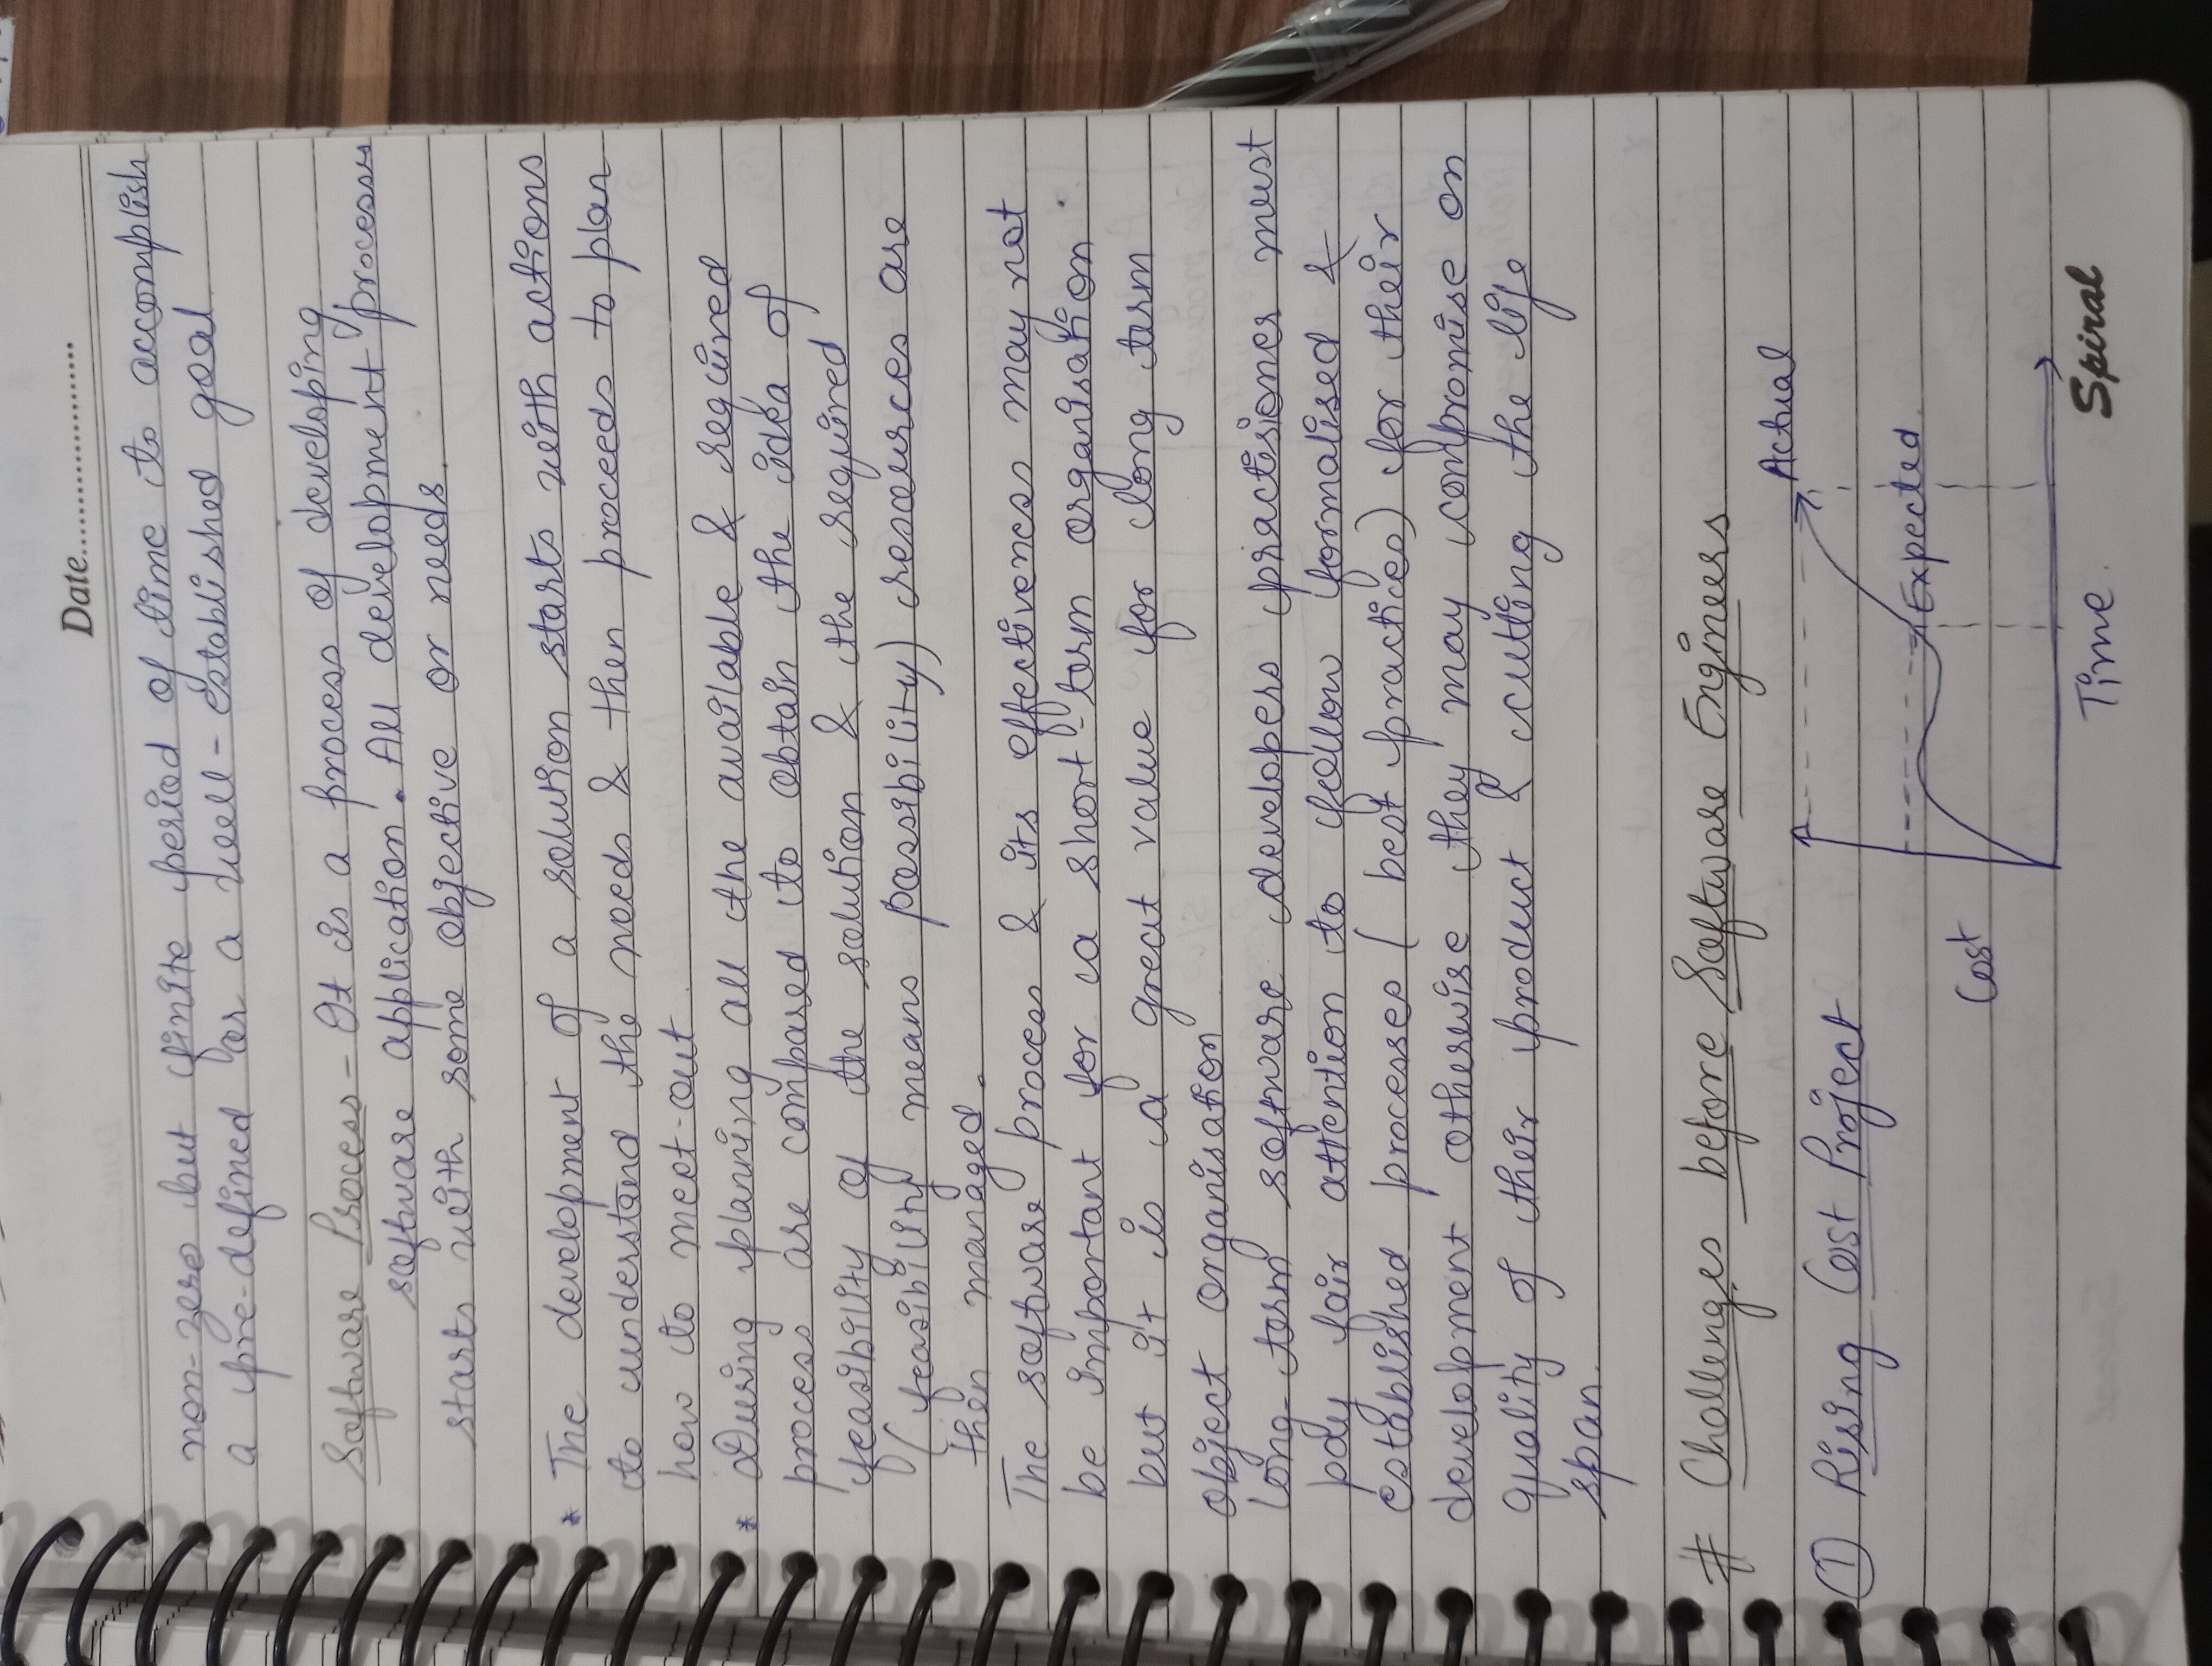 Date........................
non-zero but finite period of time to accomplish
a pre-defined or a well-established goal
Software Process - It is a process of developing
software application. All development process
starts with some objective or needs.
* The development of a solution starts with actions
to understand the needs & then proceeds to plan
how to meet-out.
* During planning all the available & required
process are compared to obtain the idea of
feasibility of the solution & the required
(feasibility means possibility) resources are
then manged.
The software process & its effectivenes may not
be important for a short-term organisation
but it is a great value for long term
object organisation
long-term software developers practisioner must
pay fair attention to follow formalised &
established processes (best practices) for their
development otherwise they may compromise on
quality of their product & cutting the life
span.
# Challenges before Software Engineers
① Rising Cost Project
Actual
Cost
Expected
Time
Spiral